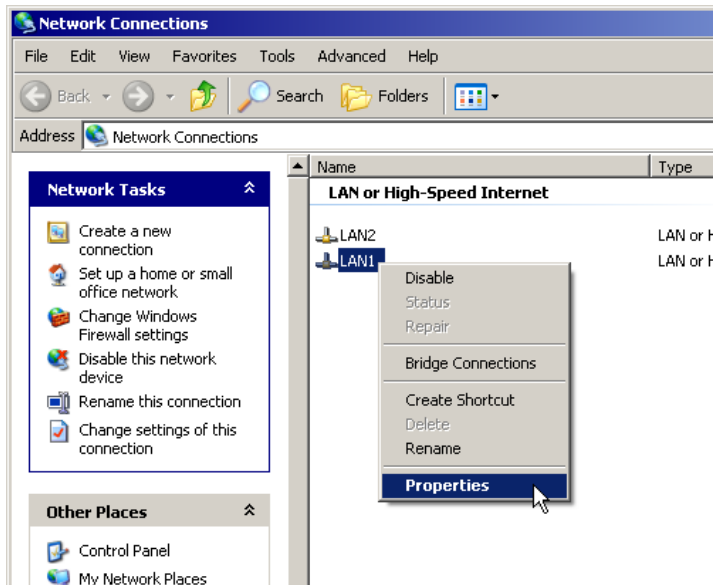 Network Connections
File Edit View Favorites Tools Advanced Help
Back Search Folders
Address Network Connections
Network Tasks
Create a new
connection
Set up a home or small
office network
Change Windows
Firewall settings
Disable this network
device
Rename this connection
Change settings of this
connection
Other Places
Control Panel
My Network Places
Name Type
LAN or High-Speed Internet
LAN2 LAN or H
LAN1 LAN or H
Disable
Status
Repair
Bridge Connections
Create Shortcut
Delete
Rename
Properties